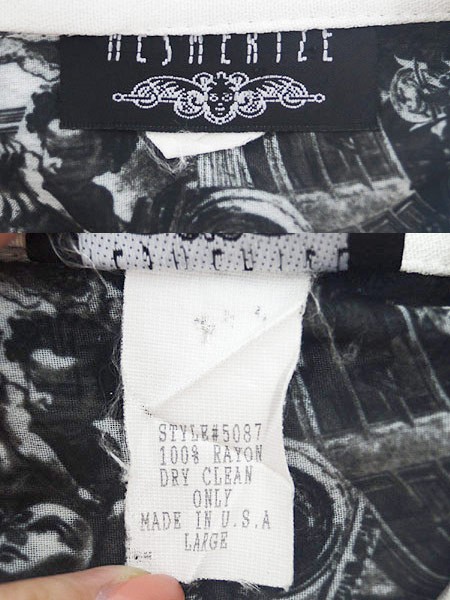 MESMERIZE
STYLE#5087
100% RAYON
DRY CLEAN
ONLY
MADE IN U.S.A
LARGE